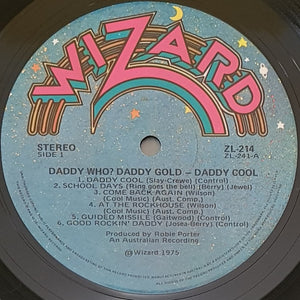 WIZARD
STEREO
SIDE 1
ZL-214
ZL-241-A
DADDY WHO? DADDY GOLD – DADDY COOL
1. DADDY COOL (Slay-Crewe) (Control)
2. SCHOOL DAYS (Ring goes the bell) (Berry) (Jewel)
3. COME BACK AGAIN (Wilson)
(Cool Music) (Aust. Comp.)
4. AT THE ROCKHOUSE (Wilson)
(Cool Music) (Aust. Comp.)
5. GUIDED MISSILE (Gaitwood) (Control)
6. GOOD ROCKIN' DADDY (Josea-Berry) (Control)
Produced by Robie Porter
An Australian Recording
℗Wizard 1975